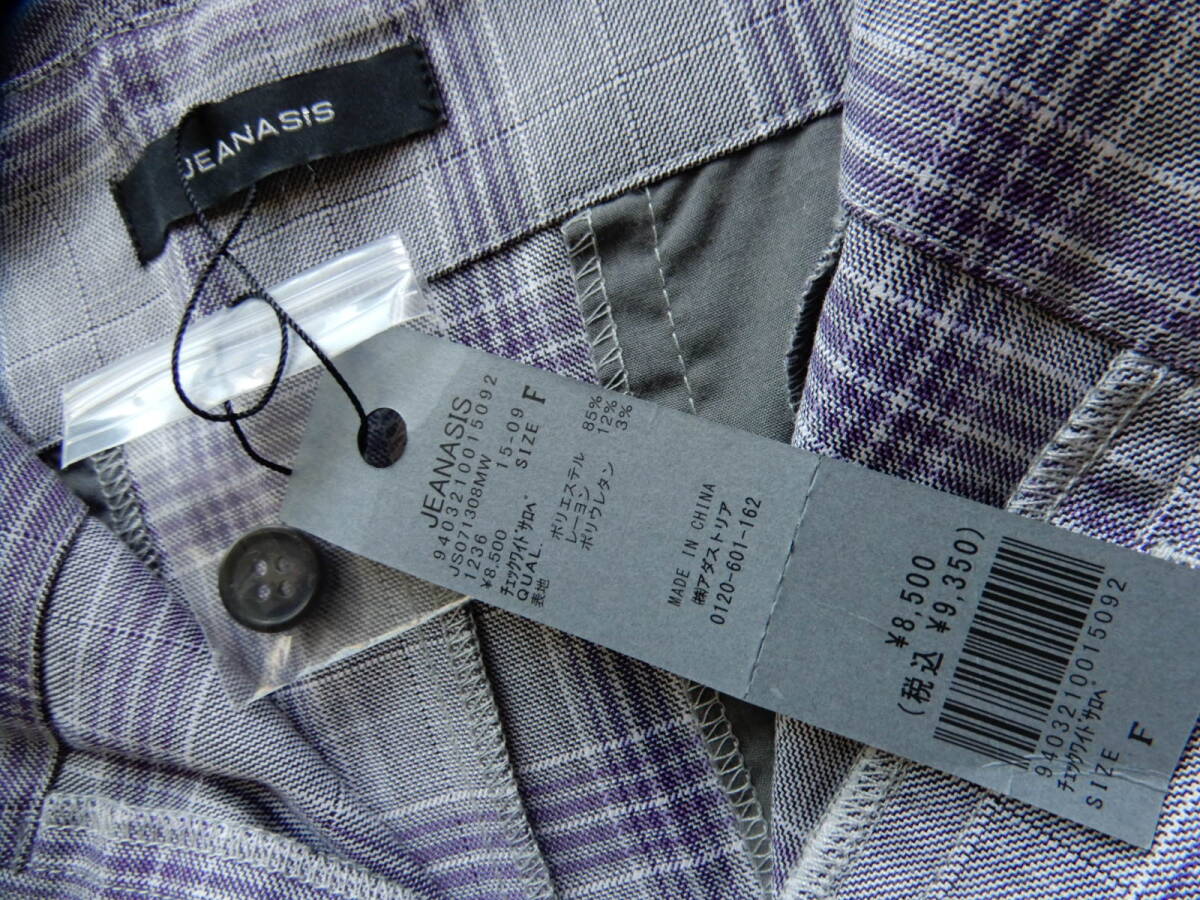 JEANASIS
JEANASIS
9403210015092
JS071308MW
1236 15-09
¥8,500 SIZE F
チェックワイドサロペ
QUAL.
表地 ポリエステル 85%
レーヨン 12%
ポリウレタン 3%
MADE IN CHINA
㈱アダストリア
0120-601-162
¥8,500
(税込 ¥9,350)
9403210015092
チェックワイドサロペ
SIZE F